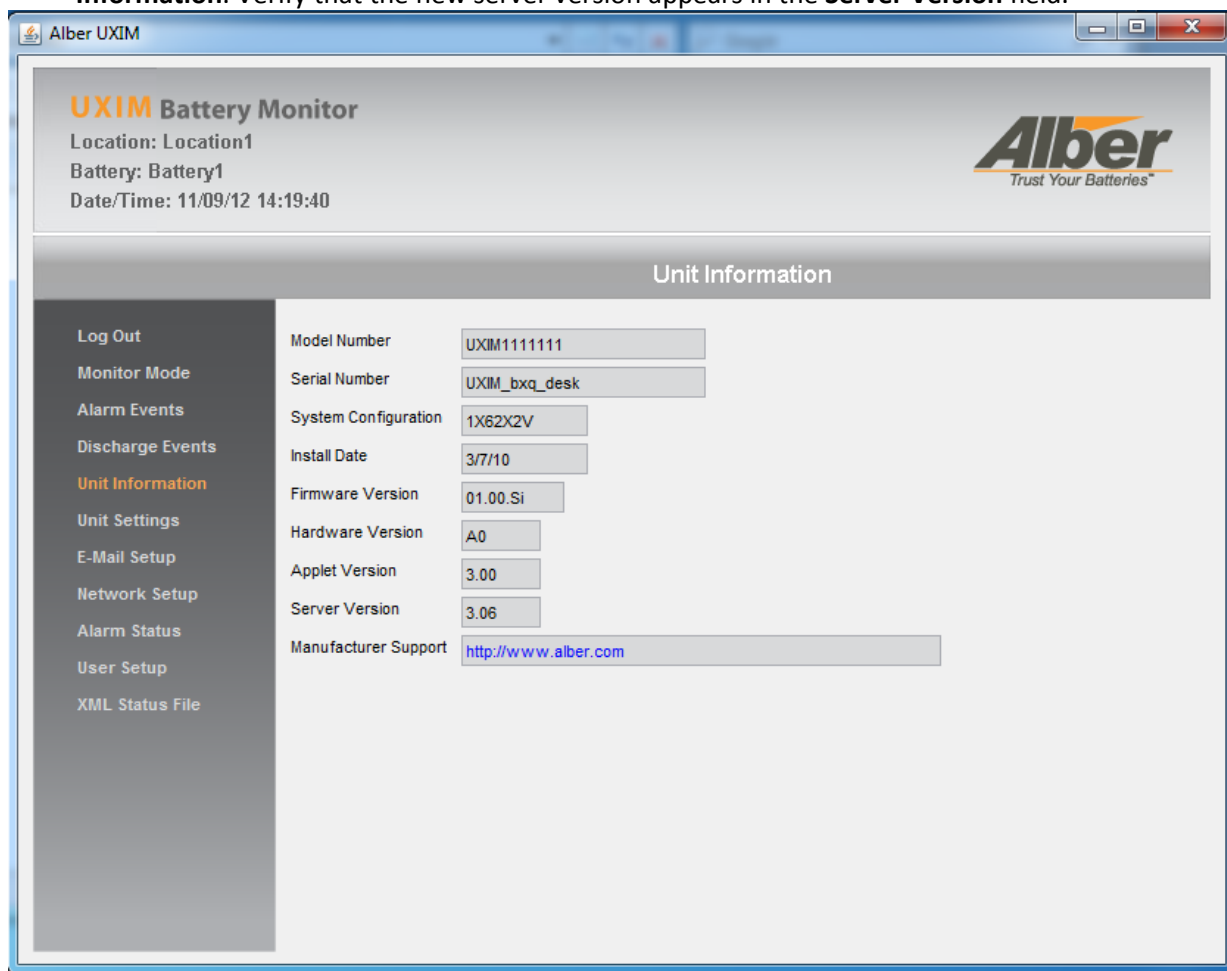 Information. Verify that the new server version appears in the Server Version field.
Alber UXIM
UXIM Battery Monitor
Location: Location1
Battery: Battery1
Date/Time: 11/09/12 14:19:40
Alber
Trust Your Batteries™
Unit Information
Log Out
Monitor Mode
Alarm Events
Discharge Events
Unit Information
Unit Settings
E-Mail Setup
Network Setup
Alarm Status
User Setup
XML Status File
Model Number UXIM1111111
Serial Number UXIM_bxq_desk
System Configuration 1X62X2V
Install Date 3/7/10
Firmware Version 01.00.Si
Hardware Version A0
Applet Version 3.00
Server Version 3.06
Manufacturer Support http://www.alber.com